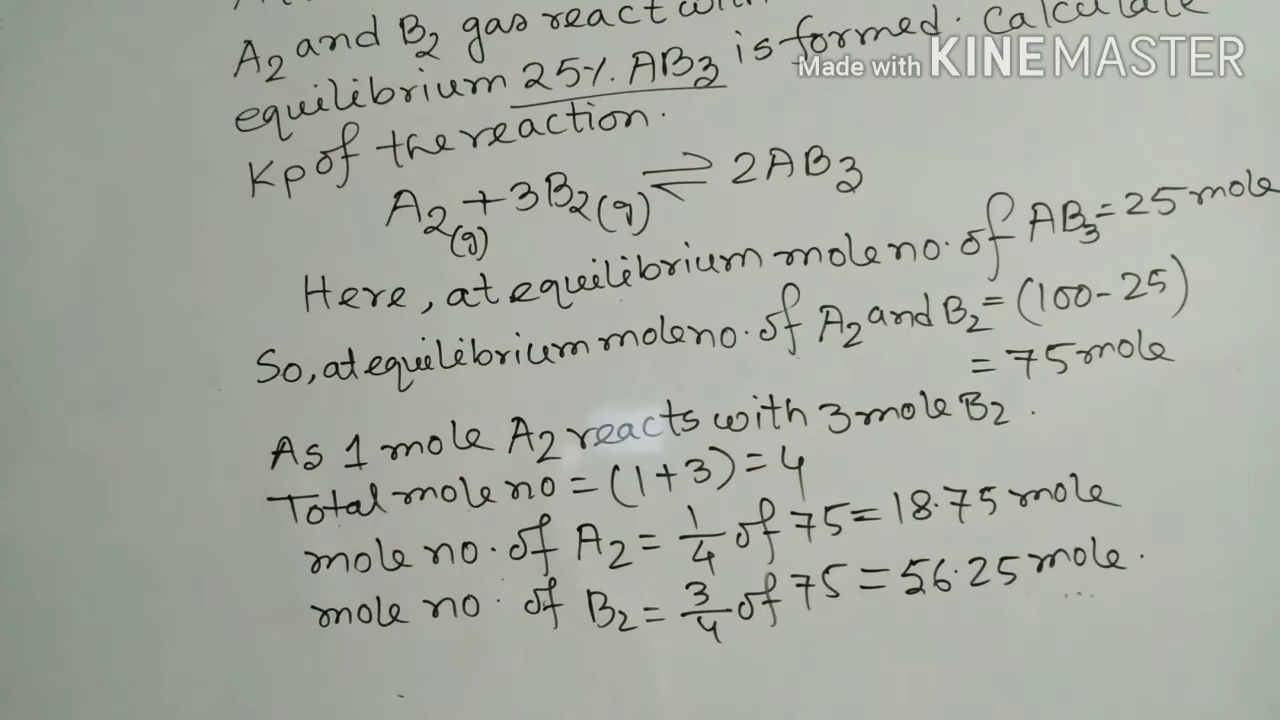 A₂ and B₂ gas react
equilibrium 25% AB₃ is formed. Calculate
Made with KINEMASTER
Kp of the reaction.
A₂(g) + 3B₂(g) ⇌ 2AB₃
Here, at equilibrium mole no. of AB₃ = 25 mole
So, at equilibrium mole no. of A₂ and B₂ = (100-25)
= 75 mole
As 1 mole A₂ reacts with 3 mole B₂.
Total mole no = (1+3) = 4
mole no. of A₂ = 1/4 of 75 = 18.75 mole
mole no. of B₂ = 3/4 of 75 = 56.25 mole.